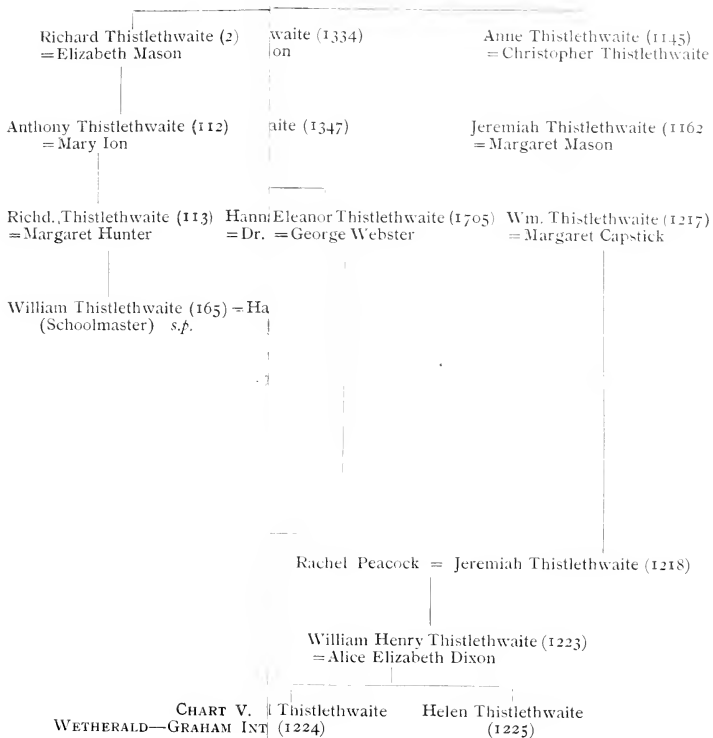 Richard Thistlethwaite (2) waite (1334) Anne Thistlethwaite (1145)
=Elizabeth Mason on =Christopher Thistlethwaite
Anthony Thistlethwaite (112) aite (1347) Jeremiah Thistlethwaite (1162
=Mary Ion =Margaret Mason
Richd. Thistlethwaite (113) Hann Eleanor Thistlethwaite (1705) Wm. Thistlethwaite (1217)
=Margaret Hunter =Dr. =George Webster =Margaret Capstick
William Thistlethwaite (165) = Ha
(Schoolmaster) s.p.
Rachel Peacock = Jeremiah Thistlethwaite (1218)
William Henry Thistlethwaite (1223)
=Alice Elizabeth Dixon
CHART V. Thistlethwaite Helen Thistlethwaite
WETHERALD—GRAHAM INT (1224) (1225)